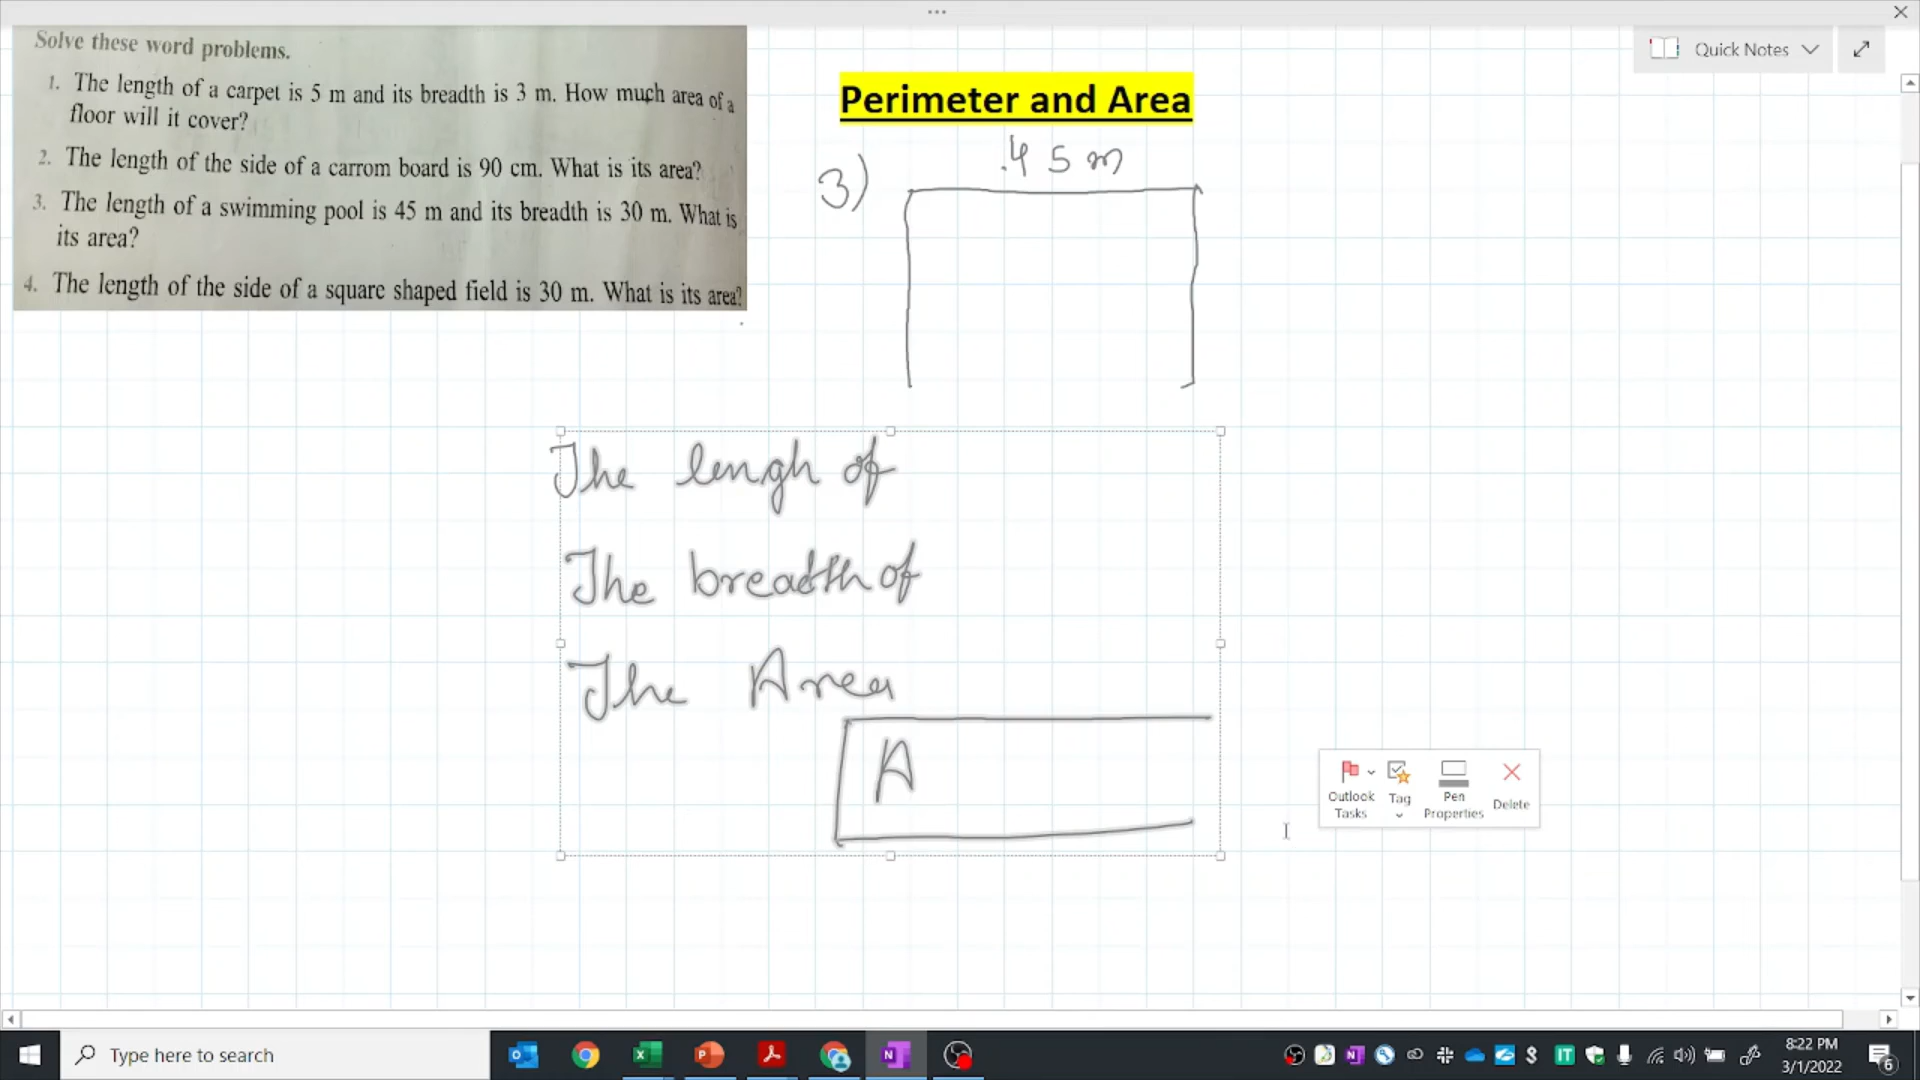 Quick Notes
Solve these word problems.
1. The length of a carpet is 5 m and its breadth is 3 m. How much area of a
floor will it cover?
2. The length of the side of a carrom board is 90 cm. What is its area?
3. The length of a swimming pool is 45 m and its breadth is 30 m. What is
its area?
4. The length of the side of a square shaped field is 30 m. What is its area?
Perimeter and Area
3)
.45 m
The lengh of
The breadth of
The Area
A
Outlook Tasks
Tag
Pen Properties
Delete
Type here to search
8:22 PM
3/1/2022
6